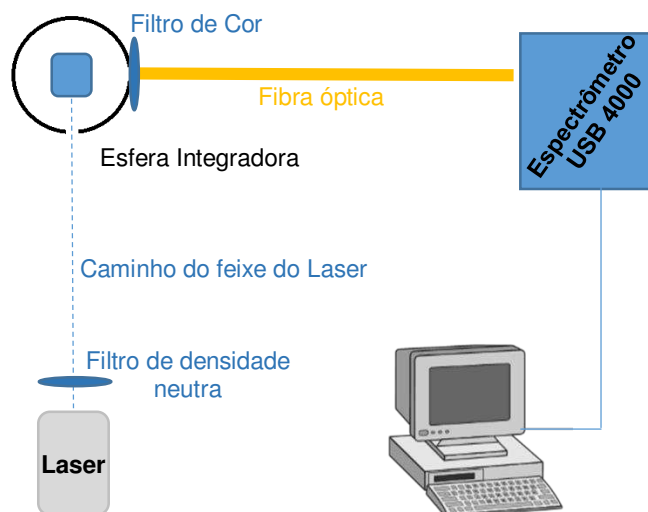 Filtro de Cor
Fibra óptica
Espectrômetro
USB 4000
Esfera Integradora
Caminho do feixe do Laser
Filtro de densidade
neutra
Laser